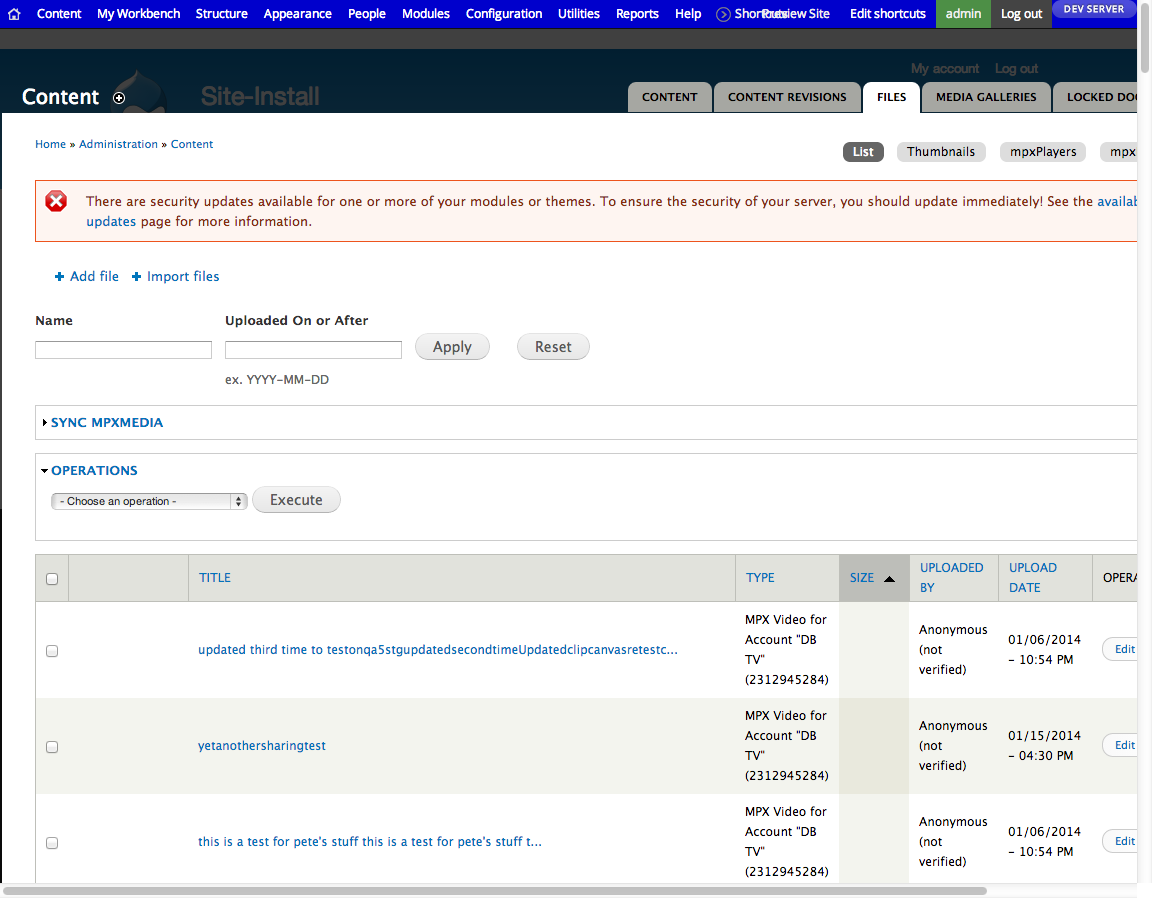 Content My Workbench Structure Appearance People Modules Configuration Utilities Reports Help Shortcuts Preview Site Edit shortcuts admin Log out DEV SERVER
My account Log out
Content Site-Install
CONTENT CONTENT REVISIONS FILES MEDIA GALLERIES LOCKED DOC
Home » Administration » Content
List Thumbnails mpxPlayers mpx
There are security updates available for one or more of your modules or themes. To ensure the security of your server, you should update immediately! See the availab
updates page for more information.
Add file Import files
Name Uploaded On or After
Apply Reset
ex. YYYY-MM-DD
SYNC MPXMEDIA
OPERATIONS
- Choose an operation - Execute
TITLE TYPE SIZE UPLOADED BY UPLOAD DATE OPERA
updated third time to testonqa5stgupdatedsecondtimeUpdatedclipcanvasretestc... MPX Video for Account "DB TV" (2312945284) Anonymous (not verified) 01/06/2014 – 10:54 PM Edit
yetanothersharingtest MPX Video for Account "DB TV" (2312945284) Anonymous (not verified) 01/15/2014 – 04:30 PM Edit
this is a test for pete's stuff this is a test for pete's stuff t... MPX Video for Account "DB TV" (2312945284) Anonymous (not verified) 01/06/2014 – 10:54 PM Edit